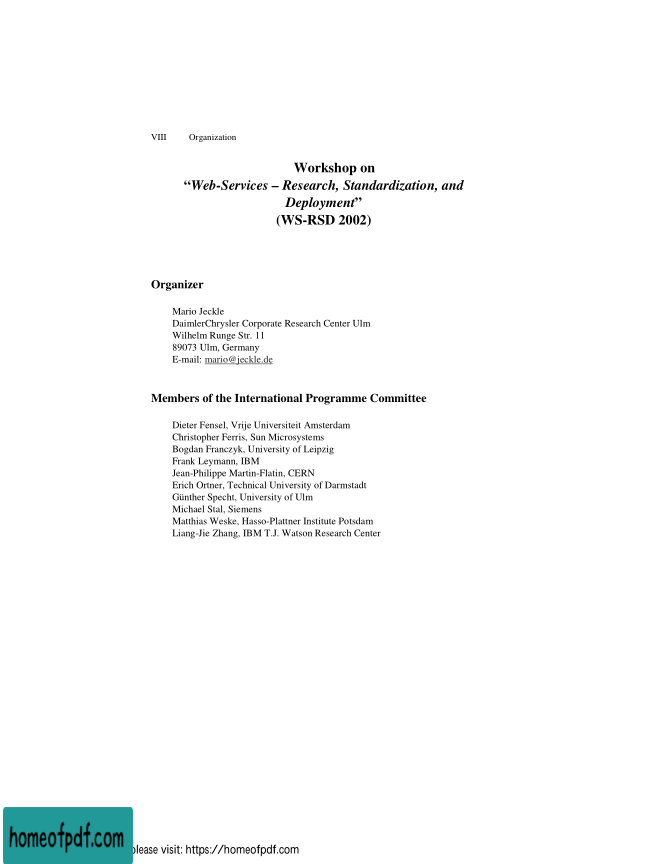 VIII Organization
Workshop on
“Web-Services – Research, Standardization, and
Deployment”
(WS-RSD 2002)
Organizer
Mario Jeckle
DaimlerChrysler Corporate Research Center Ulm
Wilhelm Runge Str. 11
89073 Ulm, Germany
E-mail: mario@jeckle.de
Members of the International Programme Committee
Dieter Fensel, Vrije Universiteit Amsterdam
Christopher Ferris, Sun Microsystems
Bogdan Franczyk, University of Leipzig
Frank Leymann, IBM
Jean-Philippe Martin-Flatin, CERN
Erich Ortner, Technical University of Darmstadt
Günther Specht, University of Ulm
Michael Stal, Siemens
Matthias Weske, Hasso-Plattner Institute Potsdam
Liang-Jie Zhang, IBM T.J. Watson Research Center
homeofpdf.com
please visit: https://homeofpdf.com